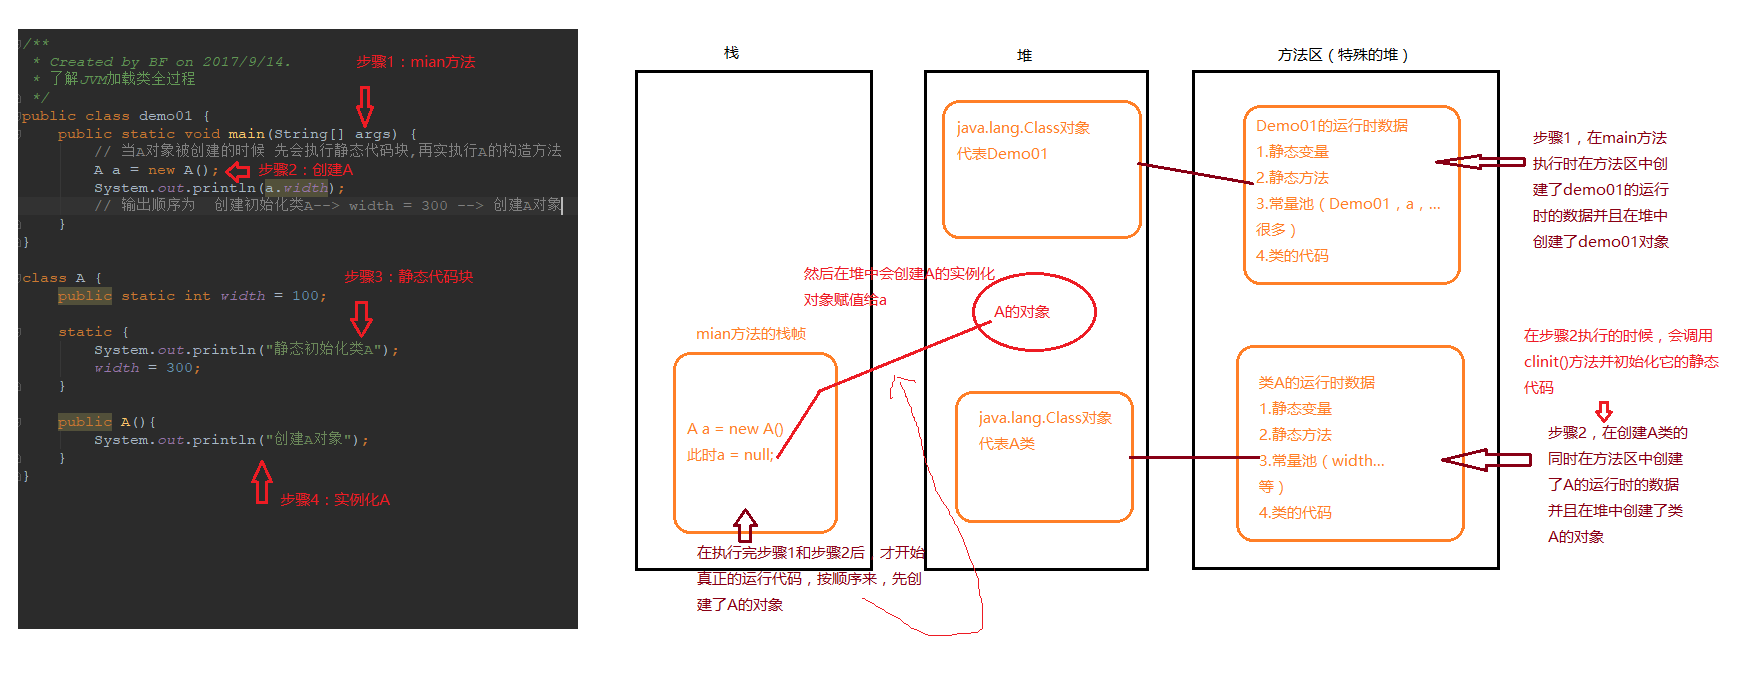 /**
 * Created by BF on 2017/9/14.
 * 了解JVM加载类全过程
 */
public class demo01 {
    public static void main(String[] args) {
        // 当A对象被创建的时候 先会执行静态代码块,再实执行A的构造方法
        A a = new A();
        System.out.println(a.width);
        // 输出顺序为  创建初始化类A--> width = 300 --> 创建A对象
    }
}
class A {
    public static int width = 100;
    static {
        System.out.println("静态初始化类A");
        width = 300;
    }
    public A(){
        System.out.println("创建A对象");
    }
}
步骤1：mian方法
步骤2：创建A
步骤3：静态代码块
步骤4：实例化A
栈
mian方法的栈帧
A a = new A()
此时a = null;
在执行完步骤1和步骤2后，才开始
真正的运行代码，按顺序来，先创
建了A的对象
堆
java.lang.Class对象
代表Demo01
然后在堆中会创建A的实例化
对象赋值给a
A的对象
java.lang.Class对象
代表A类
方法区（特殊的堆）
Demo01的运行时数据
1.静态变量
2.静态方法
3.常量池（Demo01，a，...
很多）
4.类的代码
类A的运行时数据
1.静态变量
2.静态方法
3.常量池（width...
等）
4.类的代码
步骤1，在main方法
执行时在方法区中创
建了demo01的运行
时的数据并且在堆中
创建了demo01对象
在步骤2执行的时候，会调用
clinit()方法并初始化它的静态
代码
步骤2，在创建A类的
同时在方法区中创建
了A的运行时的数据
并且在堆中创建了类
A的对象